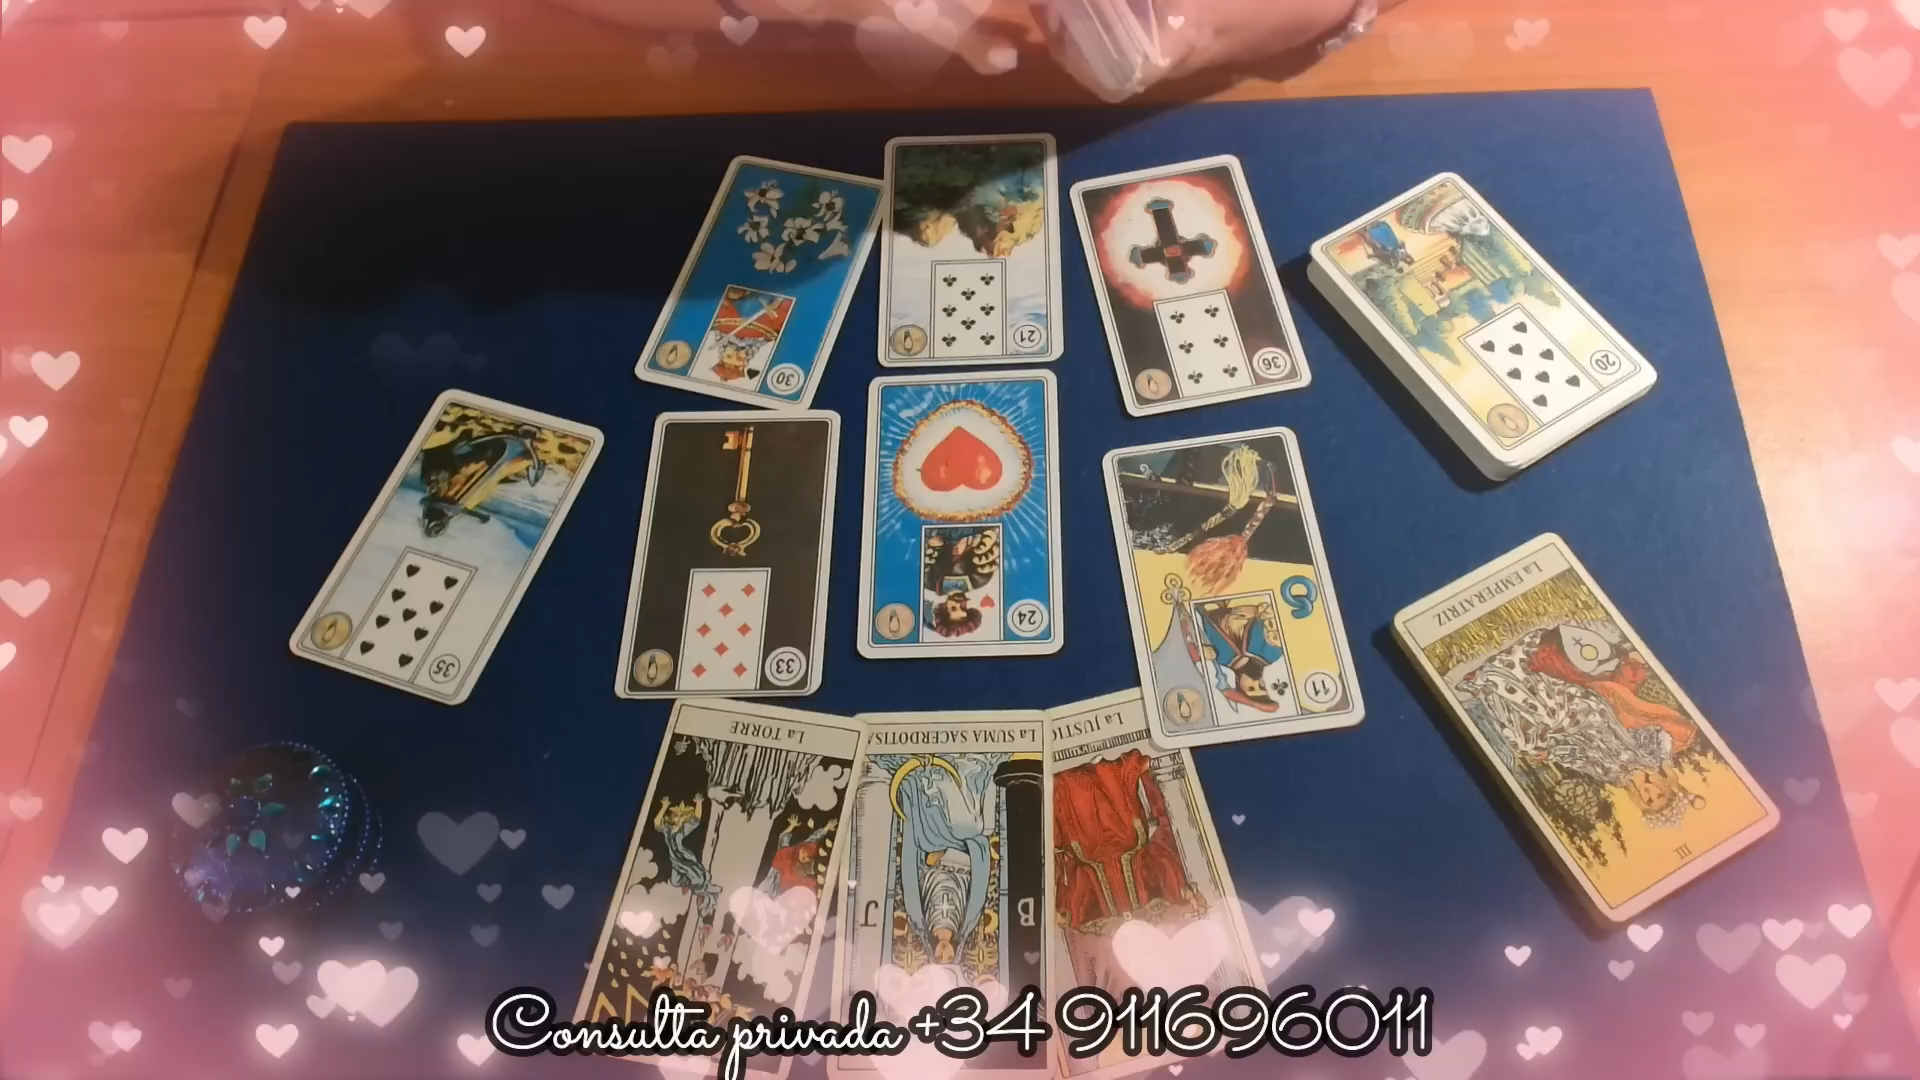 30
21
36
20
35
33
24
11
La EMPERATRIZ
III
La TORRE
La SUMA SACERDOTISA
La JUSTIC
J
B
Consulta privada +34 911696011